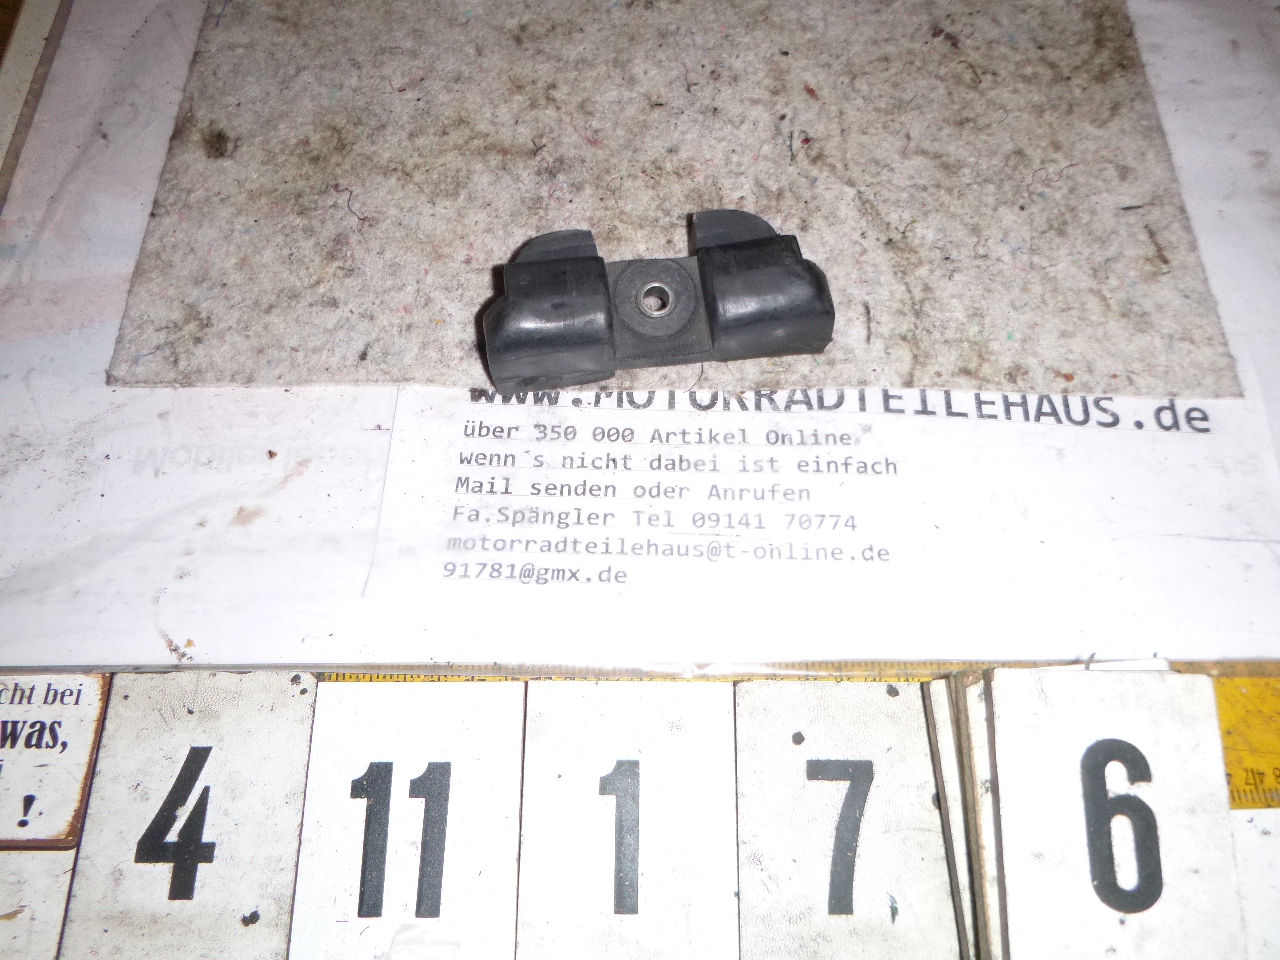 www.MOTORRADTEILEHAUS.de
über 350 000 Artikel Online
wenn´s nicht dabei ist einfach
Mail senden oder Anrufen
Fa.Spängler Tel 09141 70774
motorradteilehaus@t-online.de
91781@gmx.de
cht bei
was,
!
4 11 1 7 6